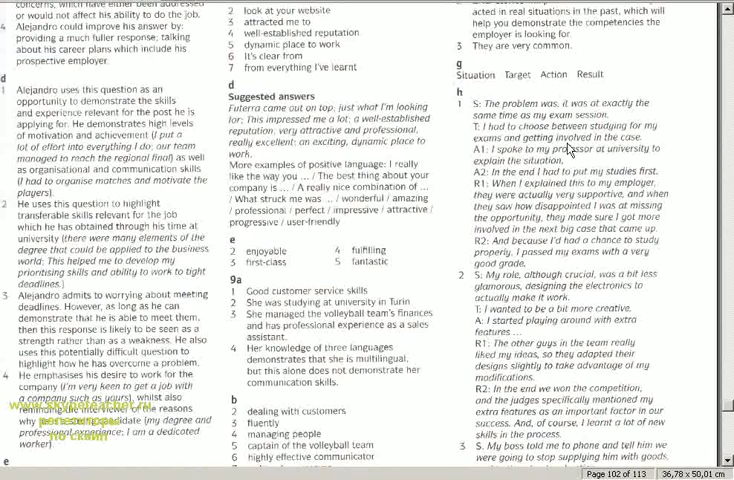 concerns, which have either been addressed
or would not affect his ability to do the job.
4 Alejandro could improve his answer by:
providing a much fuller response; talking
about his career plans which include his
prospective employer.
d
1 Alejandro uses this question as an
opportunity to demonstrate the skills
and experience relevant for the post he is
applying for. He demonstrates high levels
of motivation and achievement (I put a
lot of effort into everything I do; our team
managed to reach the regional final) as well
as organisational and communication skills
(I had to organise matches and motivate the
players).
2 He uses this question to highlight
transferable skills relevant for the job
which he has obtained through his time at
university (there were many elements of the
degree that could be applied to the business
world; This helped me to develop my
prioritising skills and ability to work to tight
deadlines.)
3 Alejandro admits to worrying about meeting
deadlines. However, as long as he can
demonstrate that he is able to meet them,
then this response is likely to be seen as a
strength rather than as a weakness. He also
uses this potentially difficult question to
highlight how he has overcome a problem.
4 He emphasises his desire to work for the
company (I'm very keen to get a job with
a company such as yours), whilst also
reminding the interviewer of the reasons
why
date (my degree and
professional experience; I am a dedicated
worker).
e
www.skypeteacher.ru
репетиторы
по скайп
2 look at your website
3 attracted me to
4 well-established reputation
5 dynamic place to work
6 It's clear from
7 from everything I've learnt
d
Suggested answers
Futerra came out on top; just what I'm looking
for; This impressed me a lot; a well-established
reputation; very attractive and professional,
really excellent; an exciting, dynamic place to
work.
More examples of positive language: I really
like the way you ... / The best thing about your
company is ... / A really nice combination of ...
/ What struck me was ... / wonderful / amazing
/ professional / perfect / impressive / attractive /
progressive / user-friendly
e
2 enjoyable 4 fulfilling
3 first-class 5 fantastic
9a
1 Good customer service skills
2 She was studying at university in Turin
3 She managed the volleyball team's finances
and has professional experience as a sales
assistant.
4 Her knowledge of three languages
demonstrates that she is multilingual,
but this alone does not demonstrate her
communication skills.
b
2 dealing with customers
3 fluently
4 managing people
5 captain of the volleyball team
6 highly effective communicator
acted in real situations in the past, which will
help you demonstrate the competencies the
employer is looking for.
3 They are very common.
g
Situation Target Action Result
h
1 S: The problem was, it was at exactly the
same time as my exam session.
T: I had to choose between studying for my
exams and getting involved in the case.
A1: I spoke to my professor at university to
explain the situation.
A2: In the end I had to put my studies first.
R1: When I explained this to my employer,
they were actually very supportive, and when
they saw how disappointed I was at missing
the opportunity, they made sure I got more
involved in the next big case that came up.
R2: And because I'd had a chance to study
properly, I passed my exams with a very
good grade.
2 S: My role, although crucial, was a bit less
glamorous, designing the electronics to
actually make it work.
T: I wanted to be a bit more creative.
A: I started playing around with extra
features ...
R1: The other guys in the team really
liked my ideas, so they adapted their
designs slightly to take advantage of my
modifications.
R2: In the end we won the competition,
and the judges specifically mentioned my
extra features as an important factor in our
success. And, of course, I learnt a lot of new
skills in the process.
3 S. My boss told me to phone and tell him we
were going to stop supplying him with goods,
Page 102 of 113
36,78 x 50,01 cm